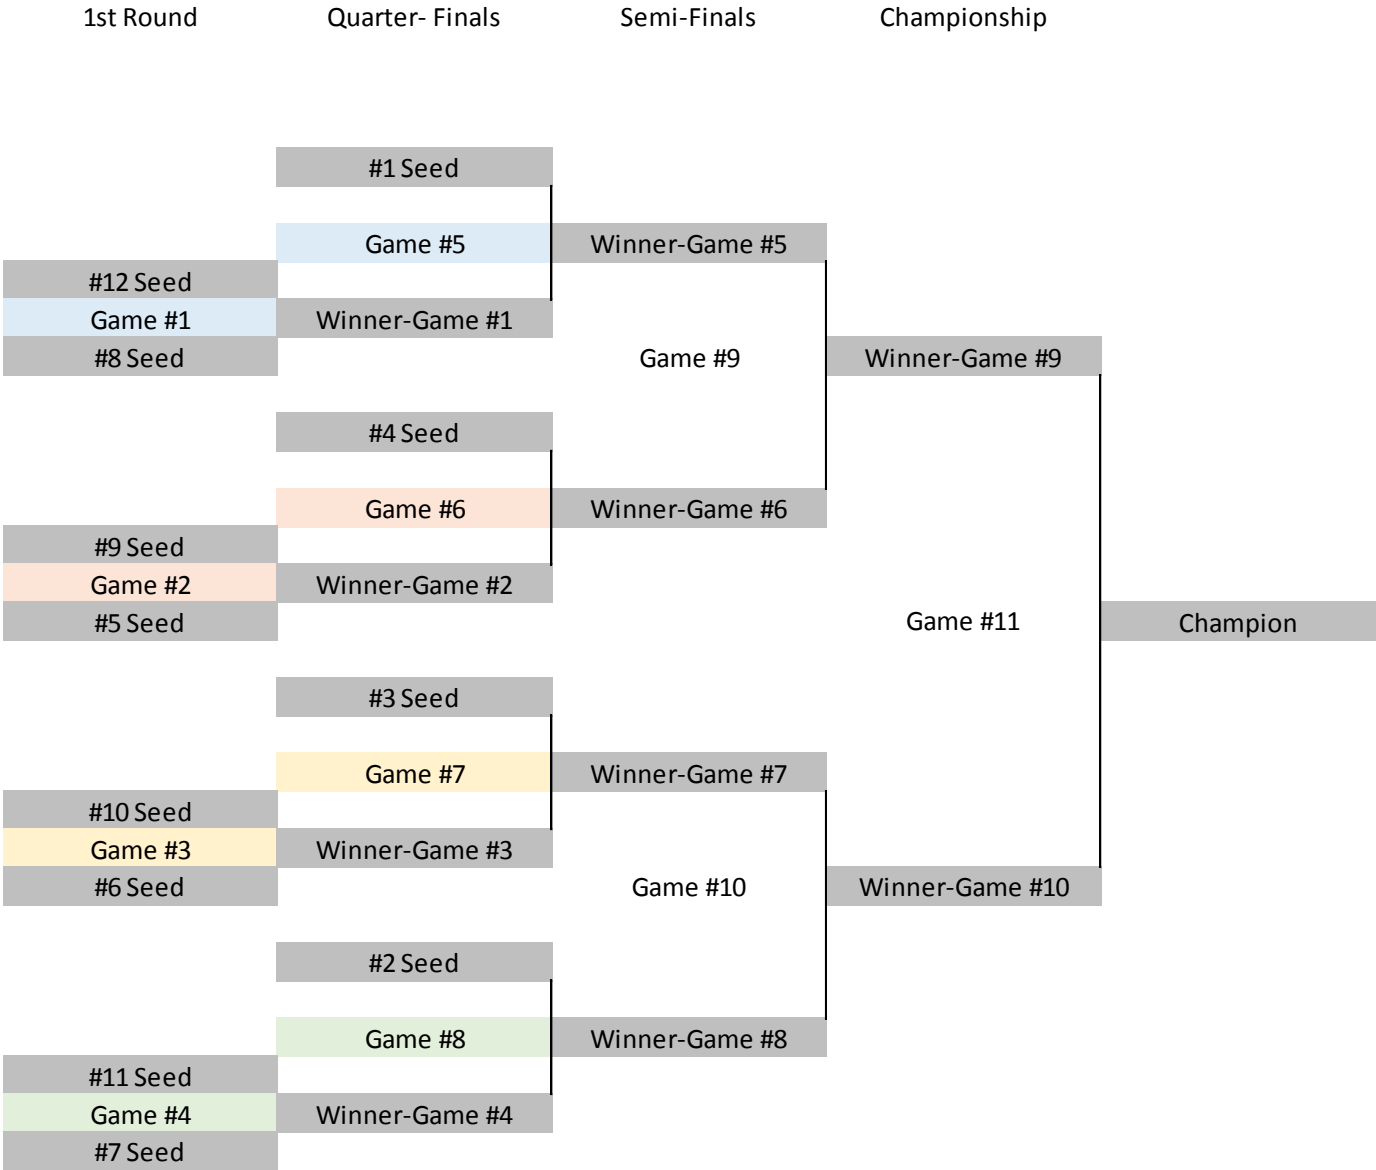 1st Round
Quarter- Finals
Semi-Finals
Championship
#1 Seed
Game #5
Winner-Game #5
#12 Seed
Game #1
Winner-Game #1
#8 Seed
Game #9
Winner-Game #9
#4 Seed
Game #6
Winner-Game #6
#9 Seed
Game #2
Winner-Game #2
#5 Seed
Game #11
Champion
#3 Seed
Game #7
Winner-Game #7
#10 Seed
Game #3
Winner-Game #3
#6 Seed
Game #10
Winner-Game #10
#2 Seed
Game #8
Winner-Game #8
#11 Seed
Game #4
Winner-Game #4
#7 Seed